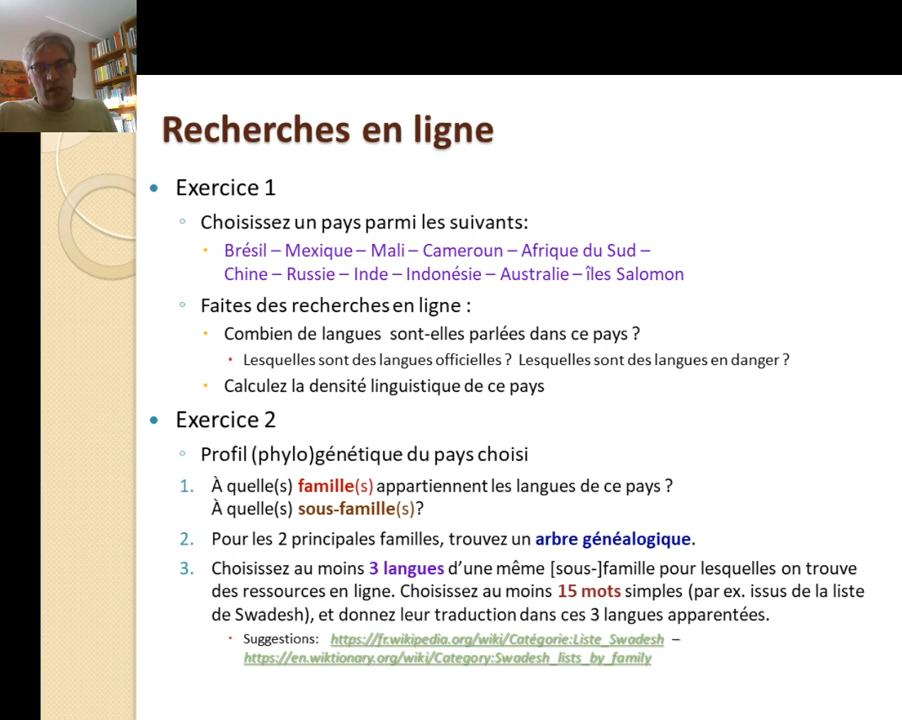 Recherches en ligne
Exercice 1
Choisissez un pays parmi les suivants:
Brésil – Mexique – Mali – Cameroun – Afrique du Sud –
Chine – Russie – Inde – Indonésie – Australie – îles Salomon
Faites des recherches en ligne :
Combien de langues sont-elles parlées dans ce pays ?
Lesquelles sont des langues officielles ? Lesquelles sont des langues en danger ?
Calculez la densité linguistique de ce pays
Exercice 2
Profil (phylo)génétique du pays choisi
1. À quelle(s) famille(s) appartiennent les langues de ce pays ?
À quelle(s) sous-famille(s)?
2. Pour les 2 principales familles, trouvez un arbre généalogique.
3. Choisissez au moins 3 langues d'une même [sous-]famille pour lesquelles on trouve
des ressources en ligne. Choisissez au moins 15 mots simples (par ex. issus de la liste
de Swadesh), et donnez leur traduction dans ces 3 langues apparentées.
Suggestions: https://fr.wikipedia.org/wiki/Catégorie:Liste_Swadesh –
https://en.wiktionary.org/wiki/Category:Swadesh_lists_by_family